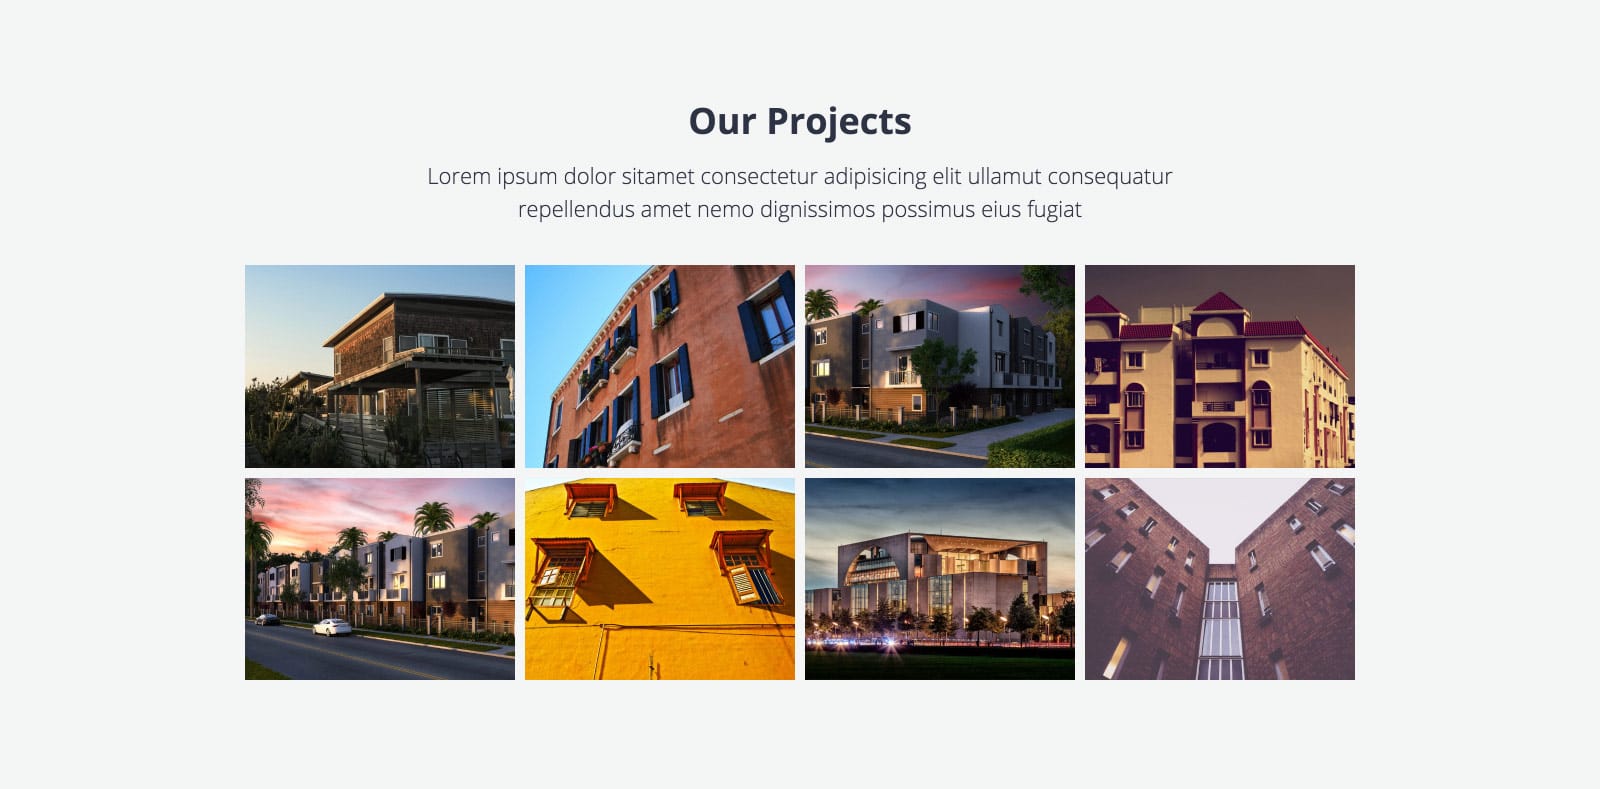 Our Projects
Lorem ipsum dolor sitamet consectetur adipisicing elit ullamut consequatur
repellendus amet nemo dignissimos possimus eius fugiat